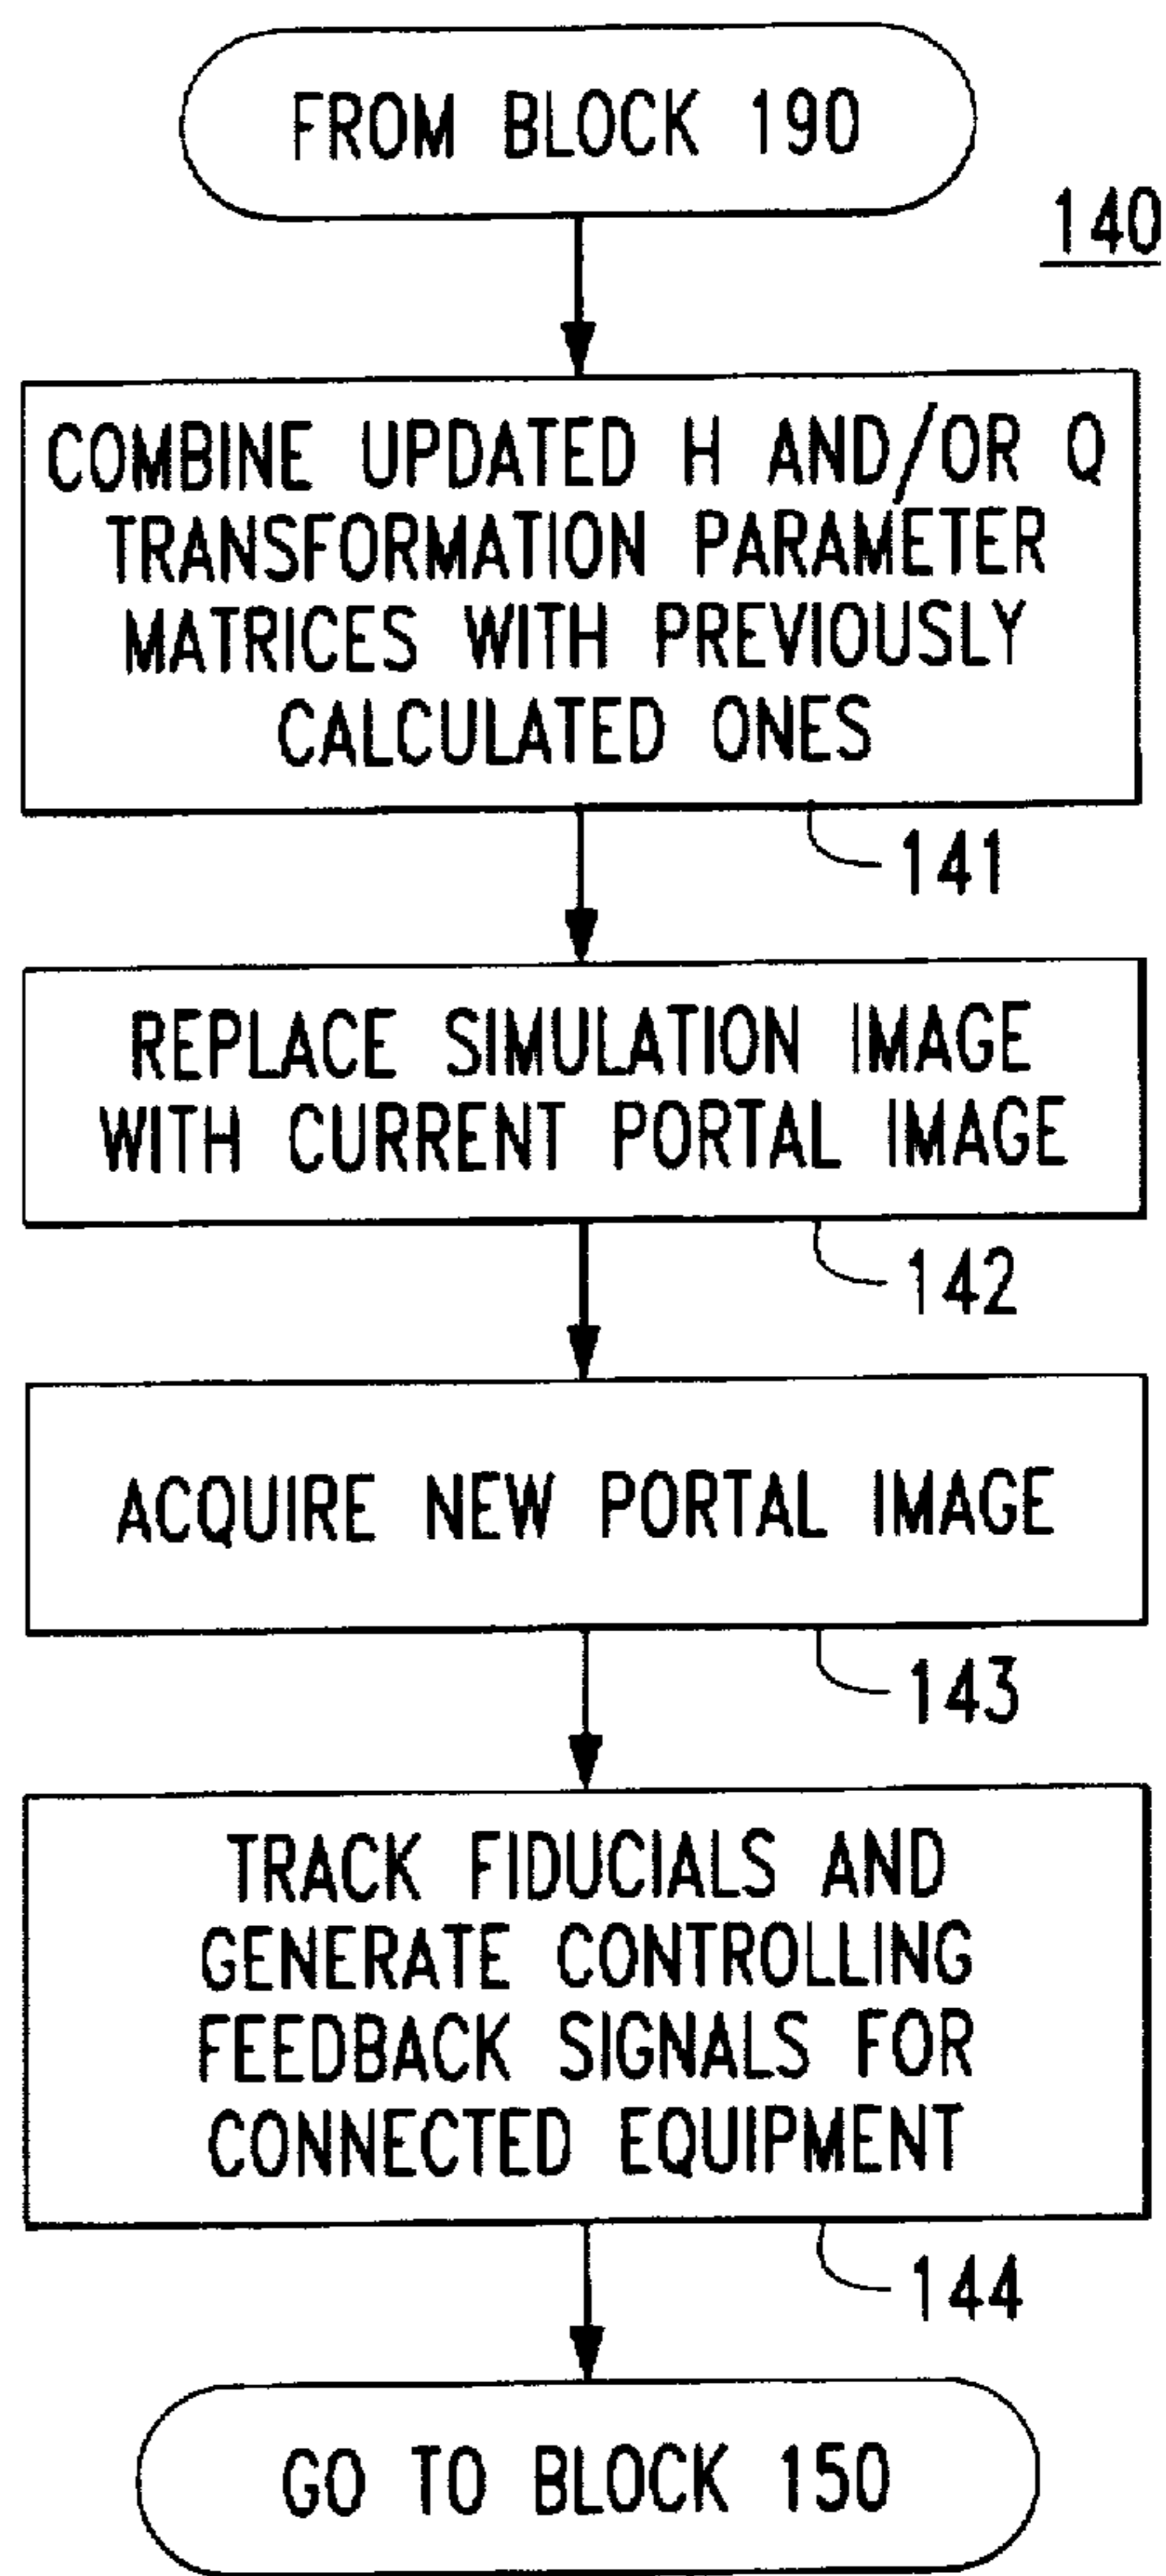 FROM BLOCK 190
140
COMBINE UPDATED H AND/OR Q
TRANSFORMATION PARAMETER
MATRICES WITH PREVIOUSLY
CALCULATED ONES
141
REPLACE SIMULATION IMAGE
WITH CURRENT PORTAL IMAGE
142
ACQUIRE NEW PORTAL IMAGE
143
TRACK FIDUCIALS AND
GENERATE CONTROLLING
FEEDBACK SIGNALS FOR
CONNECTED EQUIPMENT
144
GO TO BLOCK 150